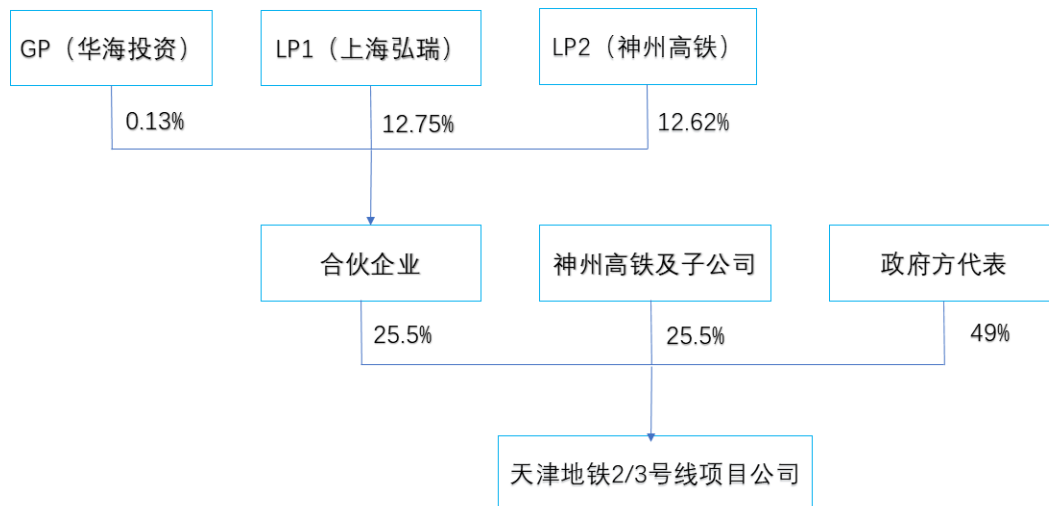 GP（华海投资）
LP1（上海弘瑞）
LP2（神州高铁）
0.13%
12.75%
12.62%
合伙企业
神州高铁及子公司
政府方代表
25.5%
25.5%
49%
天津地铁2/3号线项目公司